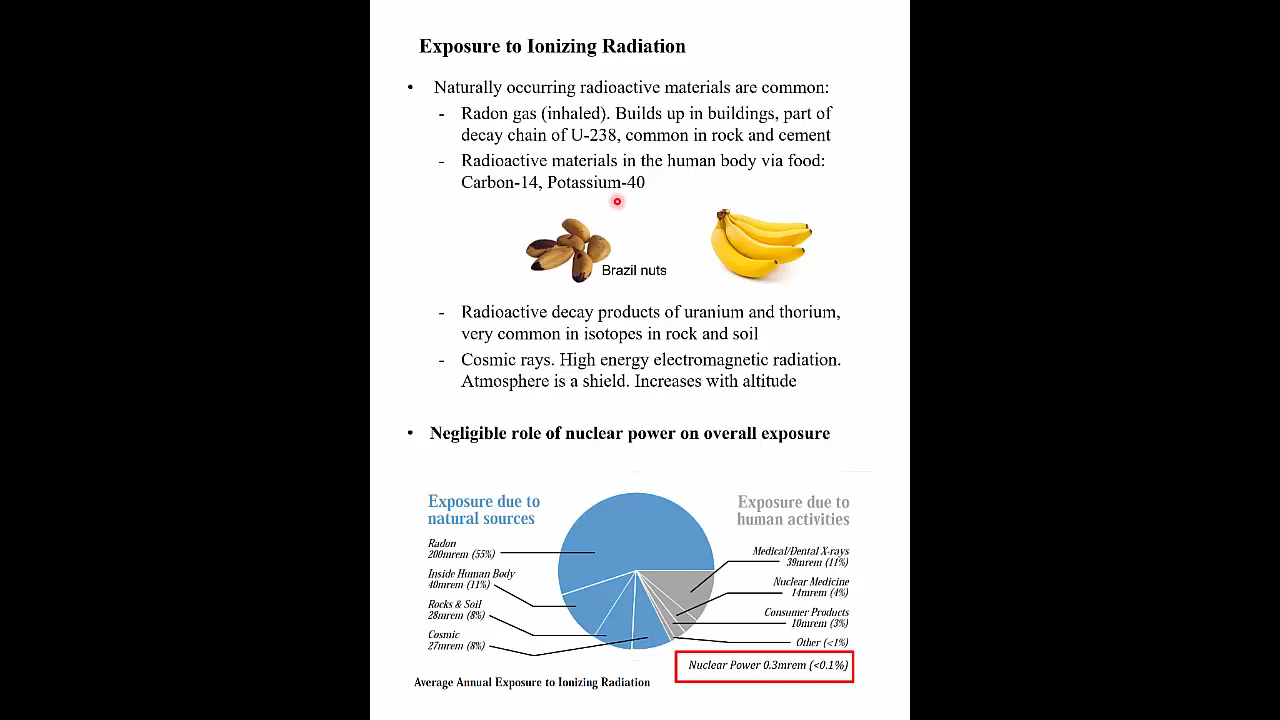 Exposure to Ionizing Radiation
• Naturally occurring radioactive materials are common:
- Radon gas (inhaled). Builds up in buildings, part of
decay chain of U-238, common in rock and cement
- Radioactive materials in the human body via food:
Carbon-14, Potassium-40
Brazil nuts
- Radioactive decay products of uranium and thorium,
very common in isotopes in rock and soil
- Cosmic rays. High energy electromagnetic radiation.
Atmosphere is a shield. Increases with altitude
• Negligible role of nuclear power on overall exposure
Exposure due to
natural sources
Radon
200mrem (55%)
Inside Human Body
40mrem (11%)
Rocks & Soil
28mrem (8%)
Cosmic
27mrem (8%)
Exposure due to
human activities
Medical/Dental X-rays
39mrem (11%)
Nuclear Medicine
14mrem (4%)
Consumer Products
10mrem (3%)
Other (<1%)
Nuclear Power 0.3mrem (<0.1%)
Average Annual Exposure to Ionizing Radiation